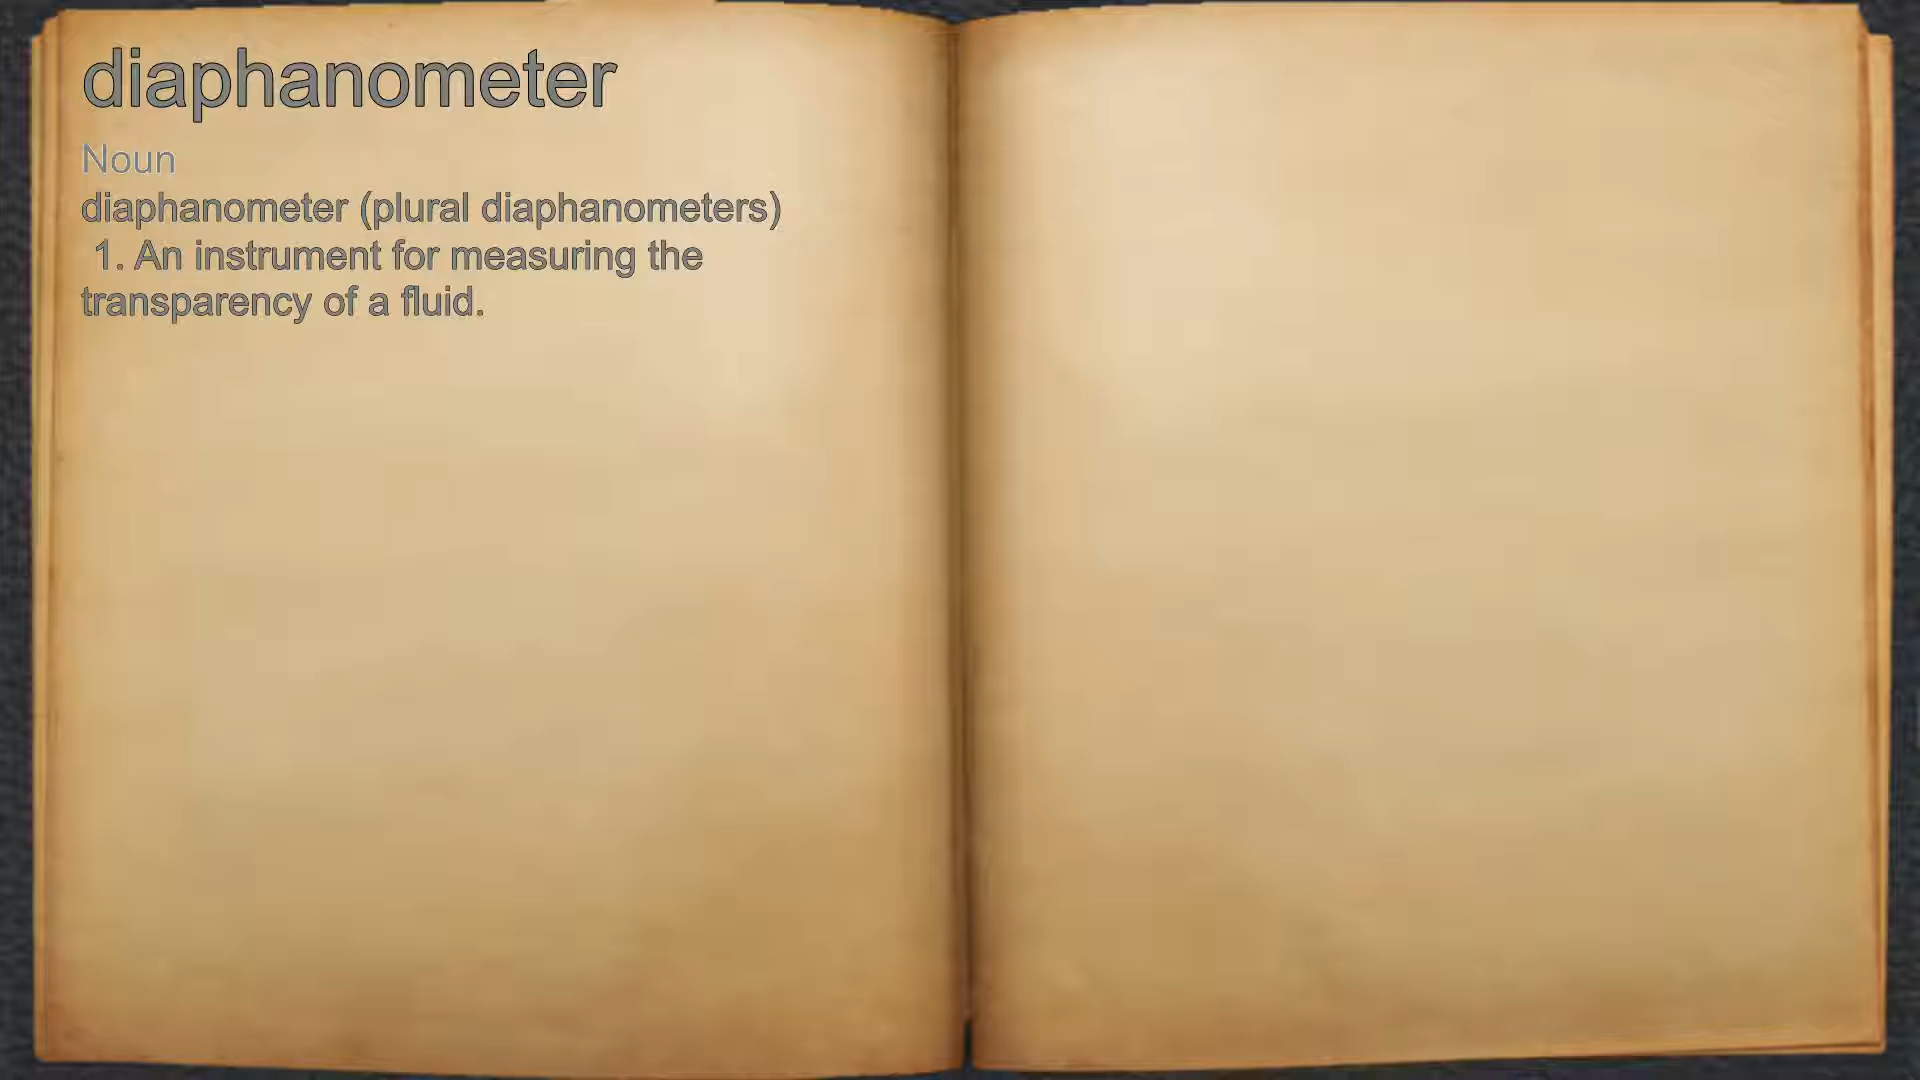 diaphanometer
Noun
diaphanometer (plural diaphanometers)
1. An instrument for measuring the
transparency of a fluid.